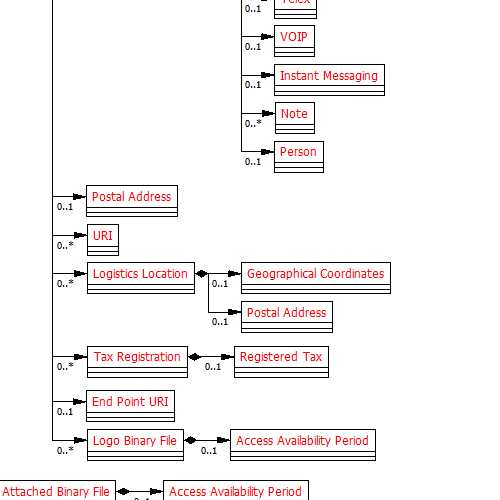 Telex
0..1
VOIP
0..1
Instant Messaging
0..1
Note
0..*
Person
0..1
Postal Address
0..1
URI
0..*
Logistics Location
0..*
Geographical Coordinates
0..1
Postal Address
0..1
Tax Registration
0..*
Registered Tax
0..1
End Point URI
0..1
Logo Binary File
0..*
Access Availability Period
0..1
Attached Binary File
Access Availability Period